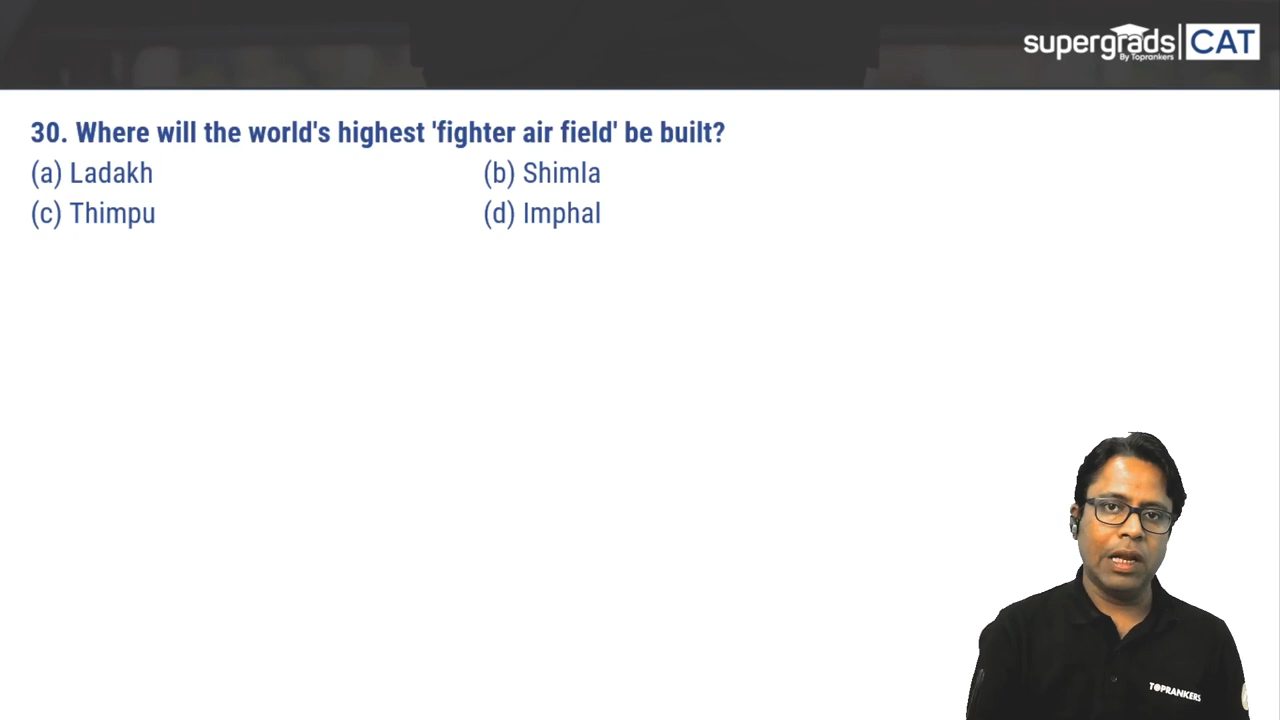 supergrads CAT
By Toprankers
30. Where will the world's highest 'fighter air field' be built?
(a) Ladakh (b) Shimla
(c) Thimpu (d) Imphal
TOPRANKERS